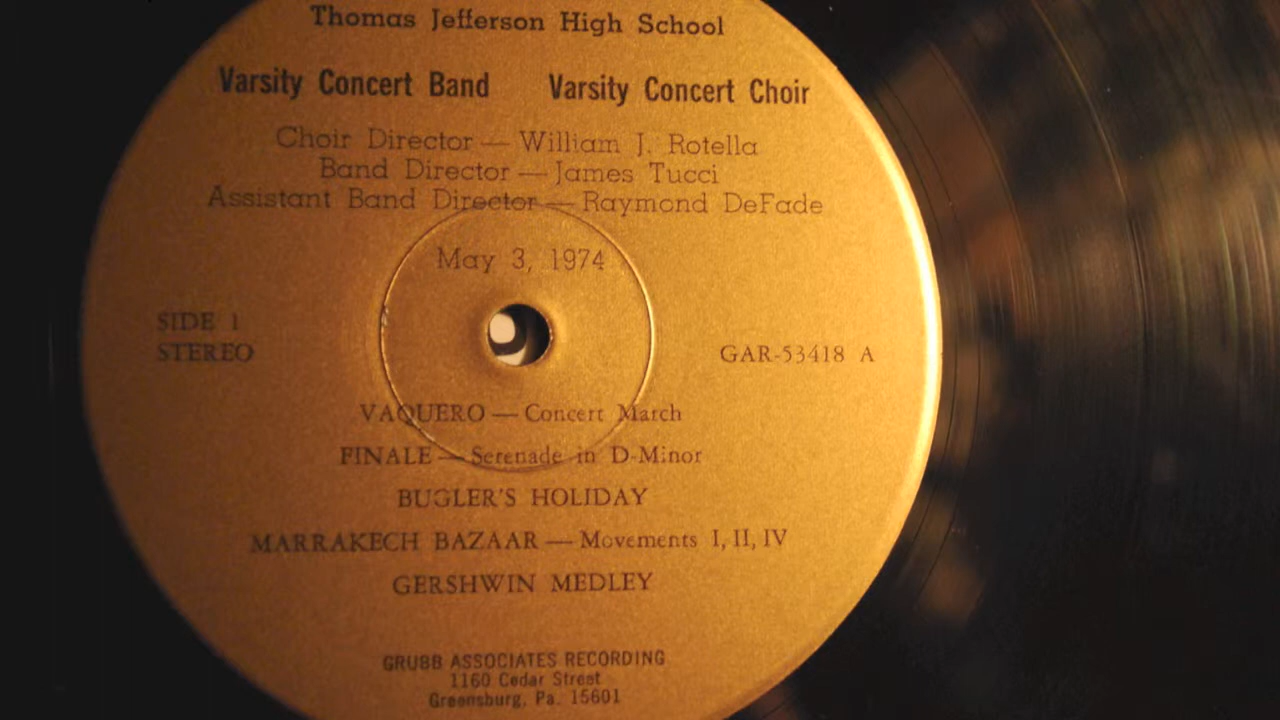 Thomas Jefferson High School
Varsity Concert Band Varsity Concert Choir
Choir Director — William J. Rotella
Band Director — James Tucci
Assistant Band Director — Raymond DeFade
May 3, 1974
SIDE 1
STEREO
GAR-53418 A
VAQUERO — Concert March
FINALE — Serenade in D-Minor
BUGLER'S HOLIDAY
MARRAKECH BAZAAR — Movements I, II, IV
GERSHWIN MEDLEY
GRUBB ASSOCIATES RECORDING
1160 Cedar Street
Greensburg, Pa. 15601